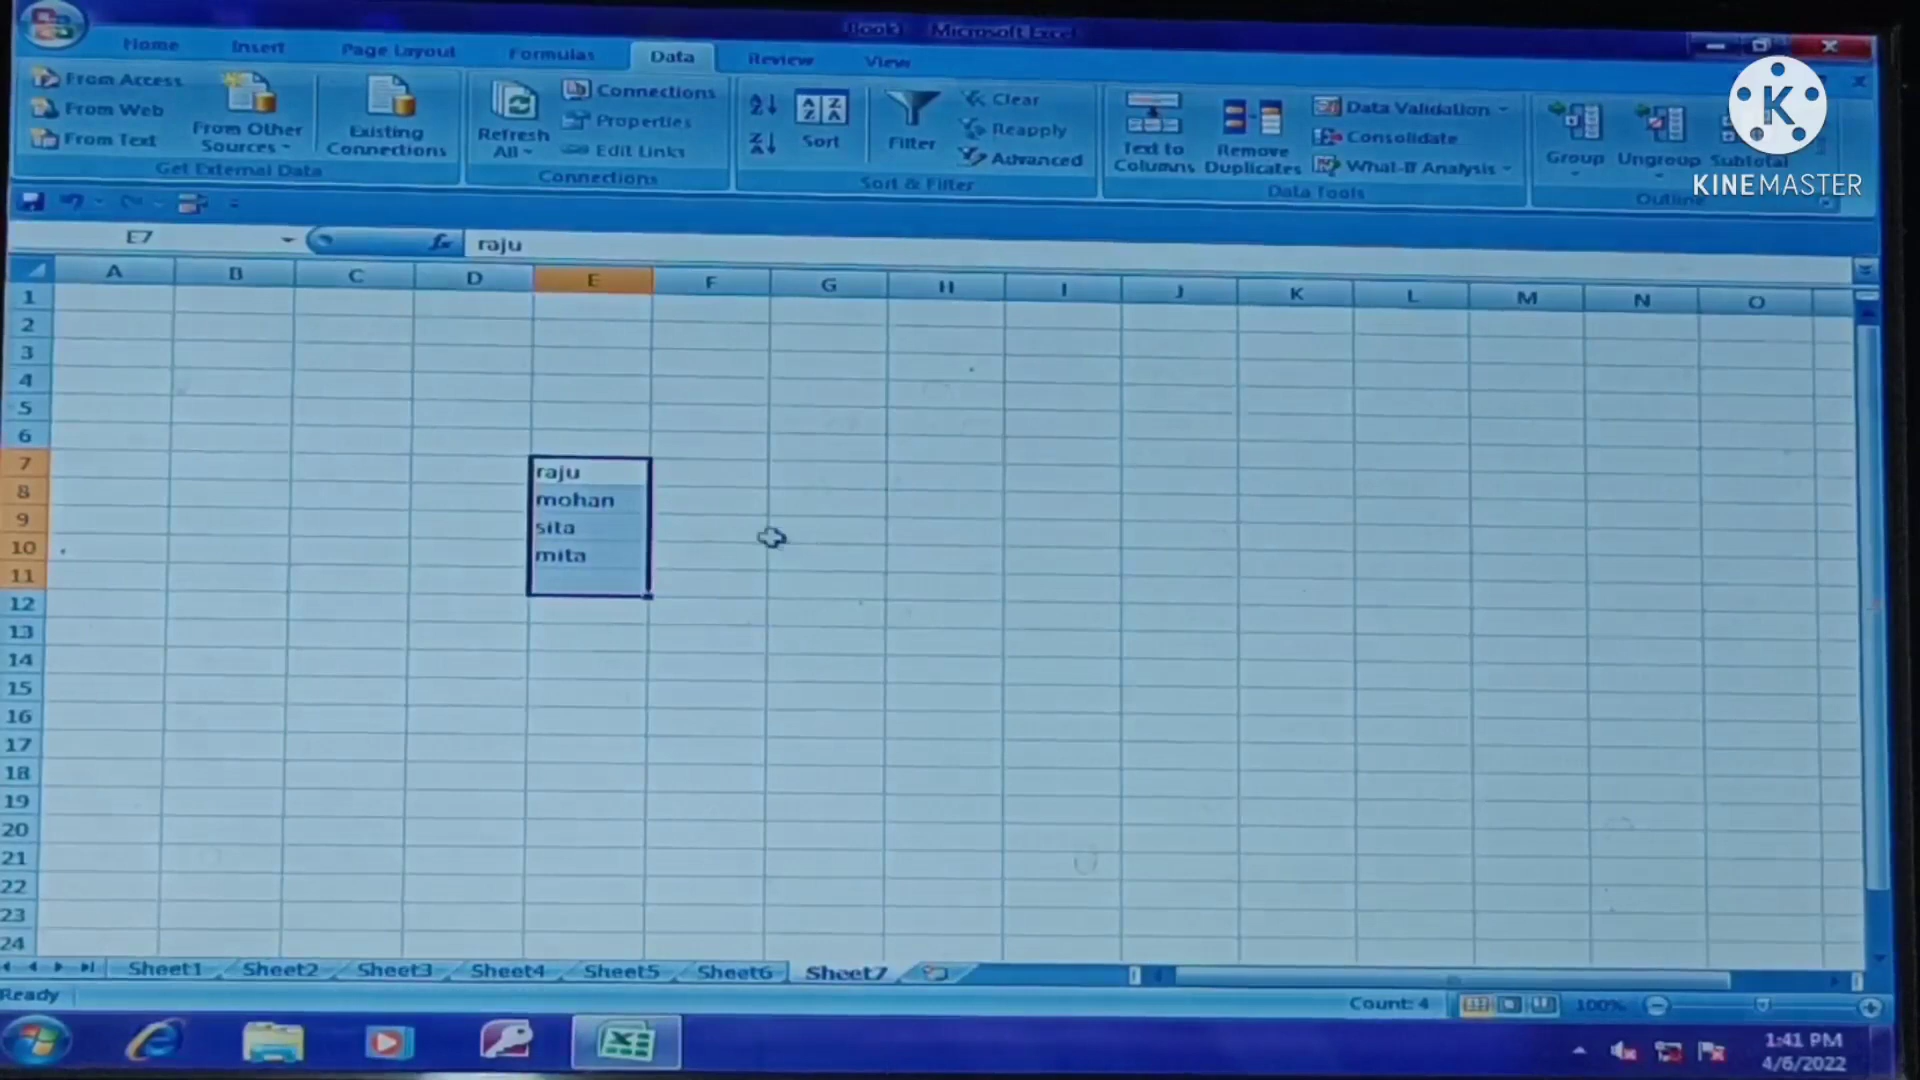 Book1 - Microsoft Excel
Home Insert Page Layout Formulas Data Review View
From Access
From Web
From Text
From Other
Sources
Get External Data
Existing
Connections
Refresh
All
Connections
Properties
Edit Links
Connections
Sort
Filter
Clear
Reapply
Advanced
Sort & Filter
Text to
Columns
Remove
Duplicates
Data Validation
Consolidate
What-If Analysis
Data Tools
Group Ungroup Subtotal
Outline
KINEMASTER
E7 fx raju
A B C D E F G H I J K L M N O
1
2
3
4
5
6
7 raju
8 mohan
9 sita
10 mita
11
12
13
14
15
16
17
18
19
20
21
22
23
24
Sheet1 Sheet2 Sheet3 Sheet4 Sheet5 Sheet6 Sheet7
Ready Count: 4 100%
1:41 PM
4/6/2022